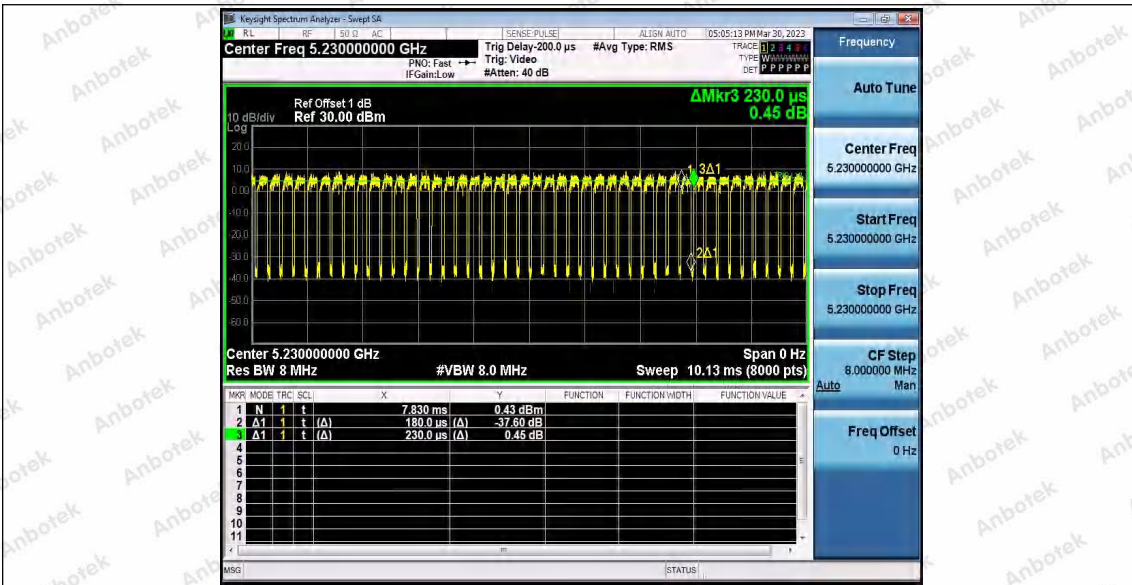 Keysight Spectrum Analyzer - Swept SA
RL RF 50 Ω AC SENSE:PULSE ALIGN AUTO 05:05:13 PM Mar 30, 2023
Center Freq 5.230000000 GHz
PNO: Fast
IFGain:Low
Trig Delay-200.0 µs
Trig: Video
#Atten: 40 dB
#Avg Type: RMS
TRACE 1 2 3 4 5 6
TYPE WWWWWW
DET P P P P P P
ΔMkr3 230.0 µs
0.45 dB
Ref Offset 1 dB
10 dB/div Ref 30.00 dBm
Log
20.0
10.0
0.00
-10.0
-20.0
-30.0
-40.0
-50.0
-60.0
1 3Δ1
2Δ1
Center 5.230000000 GHz Span 0 Hz
Res BW 8 MHz #VBW 8.0 MHz Sweep 10.13 ms (8000 pts)
MKR MODE TRC SCL X Y FUNCTION FUNCTION WIDTH FUNCTION VALUE
1 N 1 t 7.830 ms 0.43 dBm
2 Δ1 1 t (Δ) 180.0 µs (Δ) -37.60 dB
3 Δ1 1 t (Δ) 230.0 µs (Δ) 0.45 dB
4
5
6
7
8
9
10
11
MSG STATUS
Frequency
Auto Tune
Center Freq
5.230000000 GHz
Start Freq
5.230000000 GHz
Stop Freq
5.230000000 GHz
CF Step
8.000000 MHz
Auto Man
Freq Offset
0 Hz
Anbotek